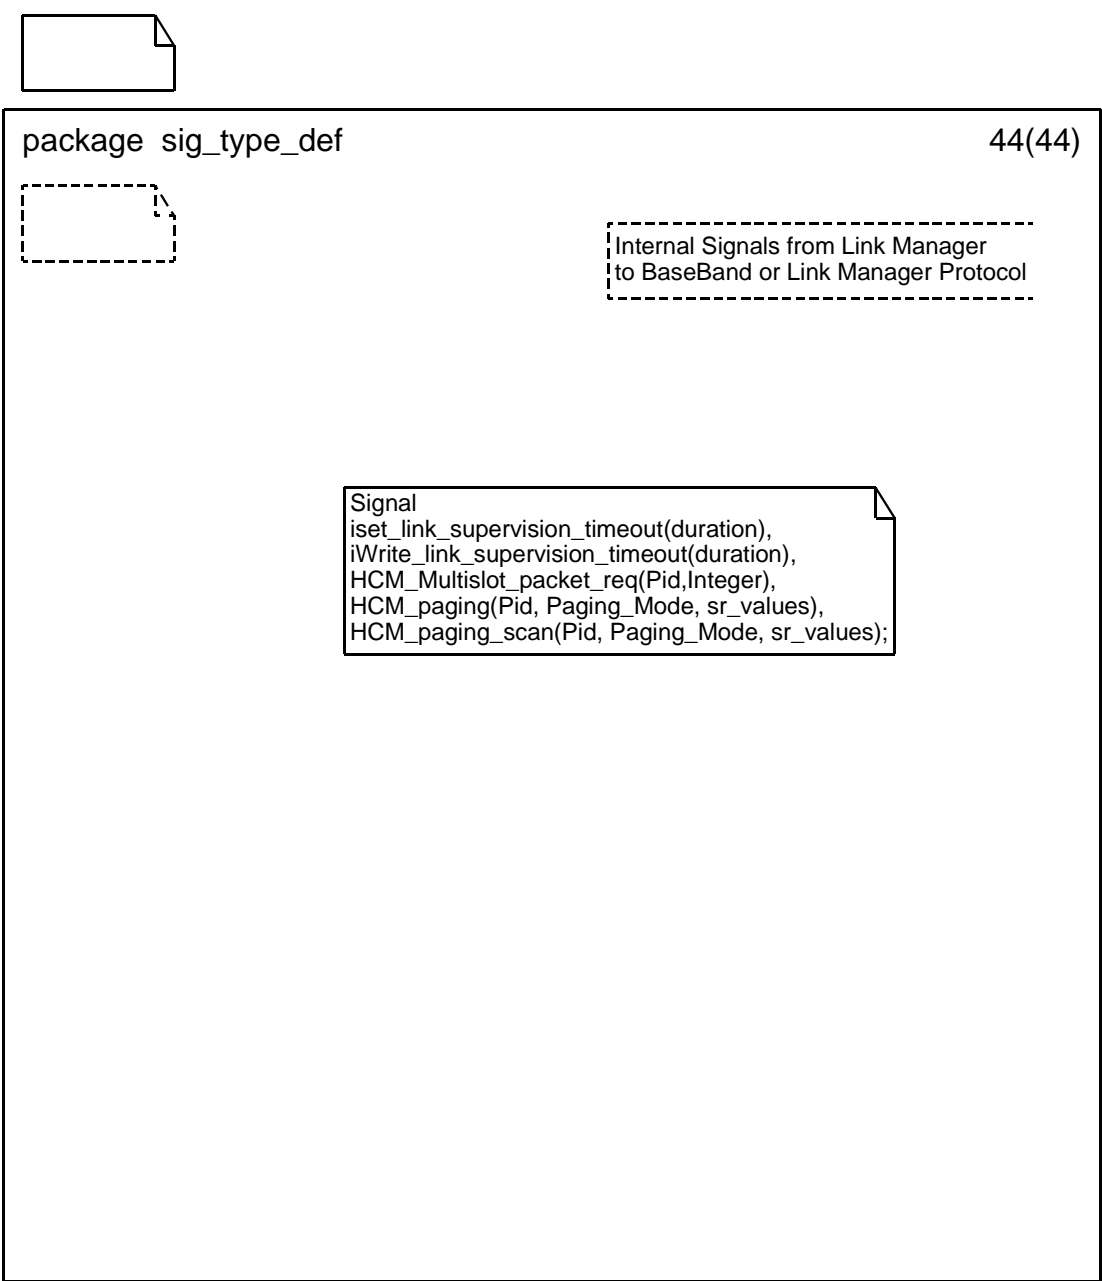 package sig_type_def 44(44)
Internal Signals from Link Manager
to BaseBand or Link Manager Protocol
Signal
iset_link_supervision_timeout(duration),
iWrite_link_supervision_timeout(duration),
HCM_Multislot_packet_req(Pid,Integer),
HCM_paging(Pid, Paging_Mode, sr_values),
HCM_paging_scan(Pid, Paging_Mode, sr_values);